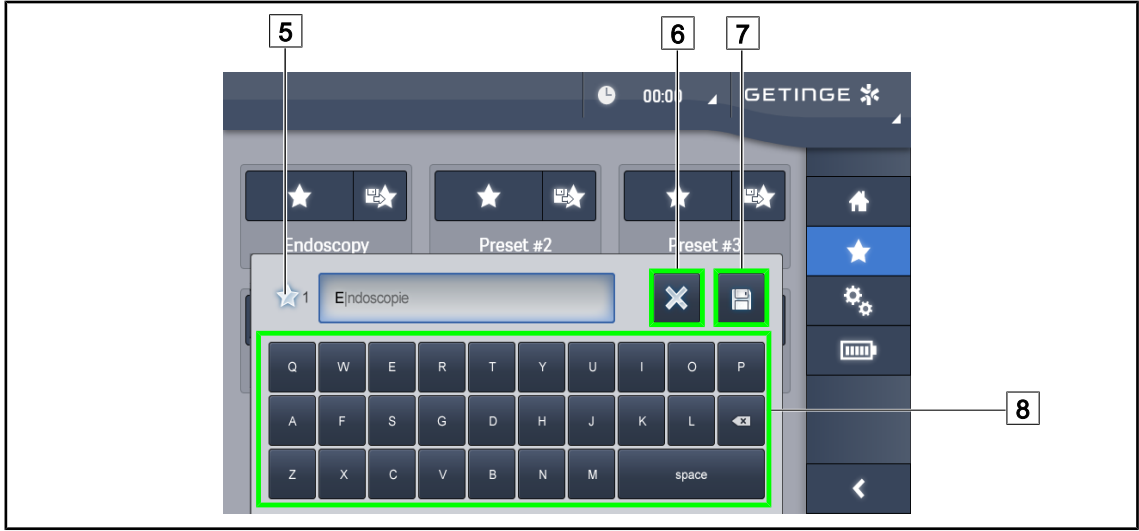 5 6 7
00:00 GETINGE
Endoscopy Preset #2 Preset #3
1 E|ndoscopie
Q W E R T Y U I O P
8
A F S G D H J K L
Z X C V B N M space